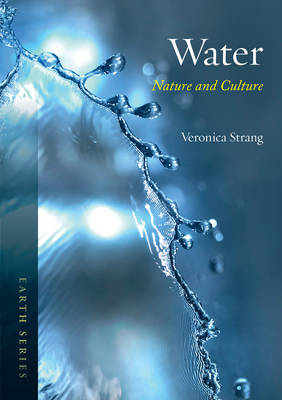 Water
Nature and Culture
Veronica Strang
EARTH SERIES